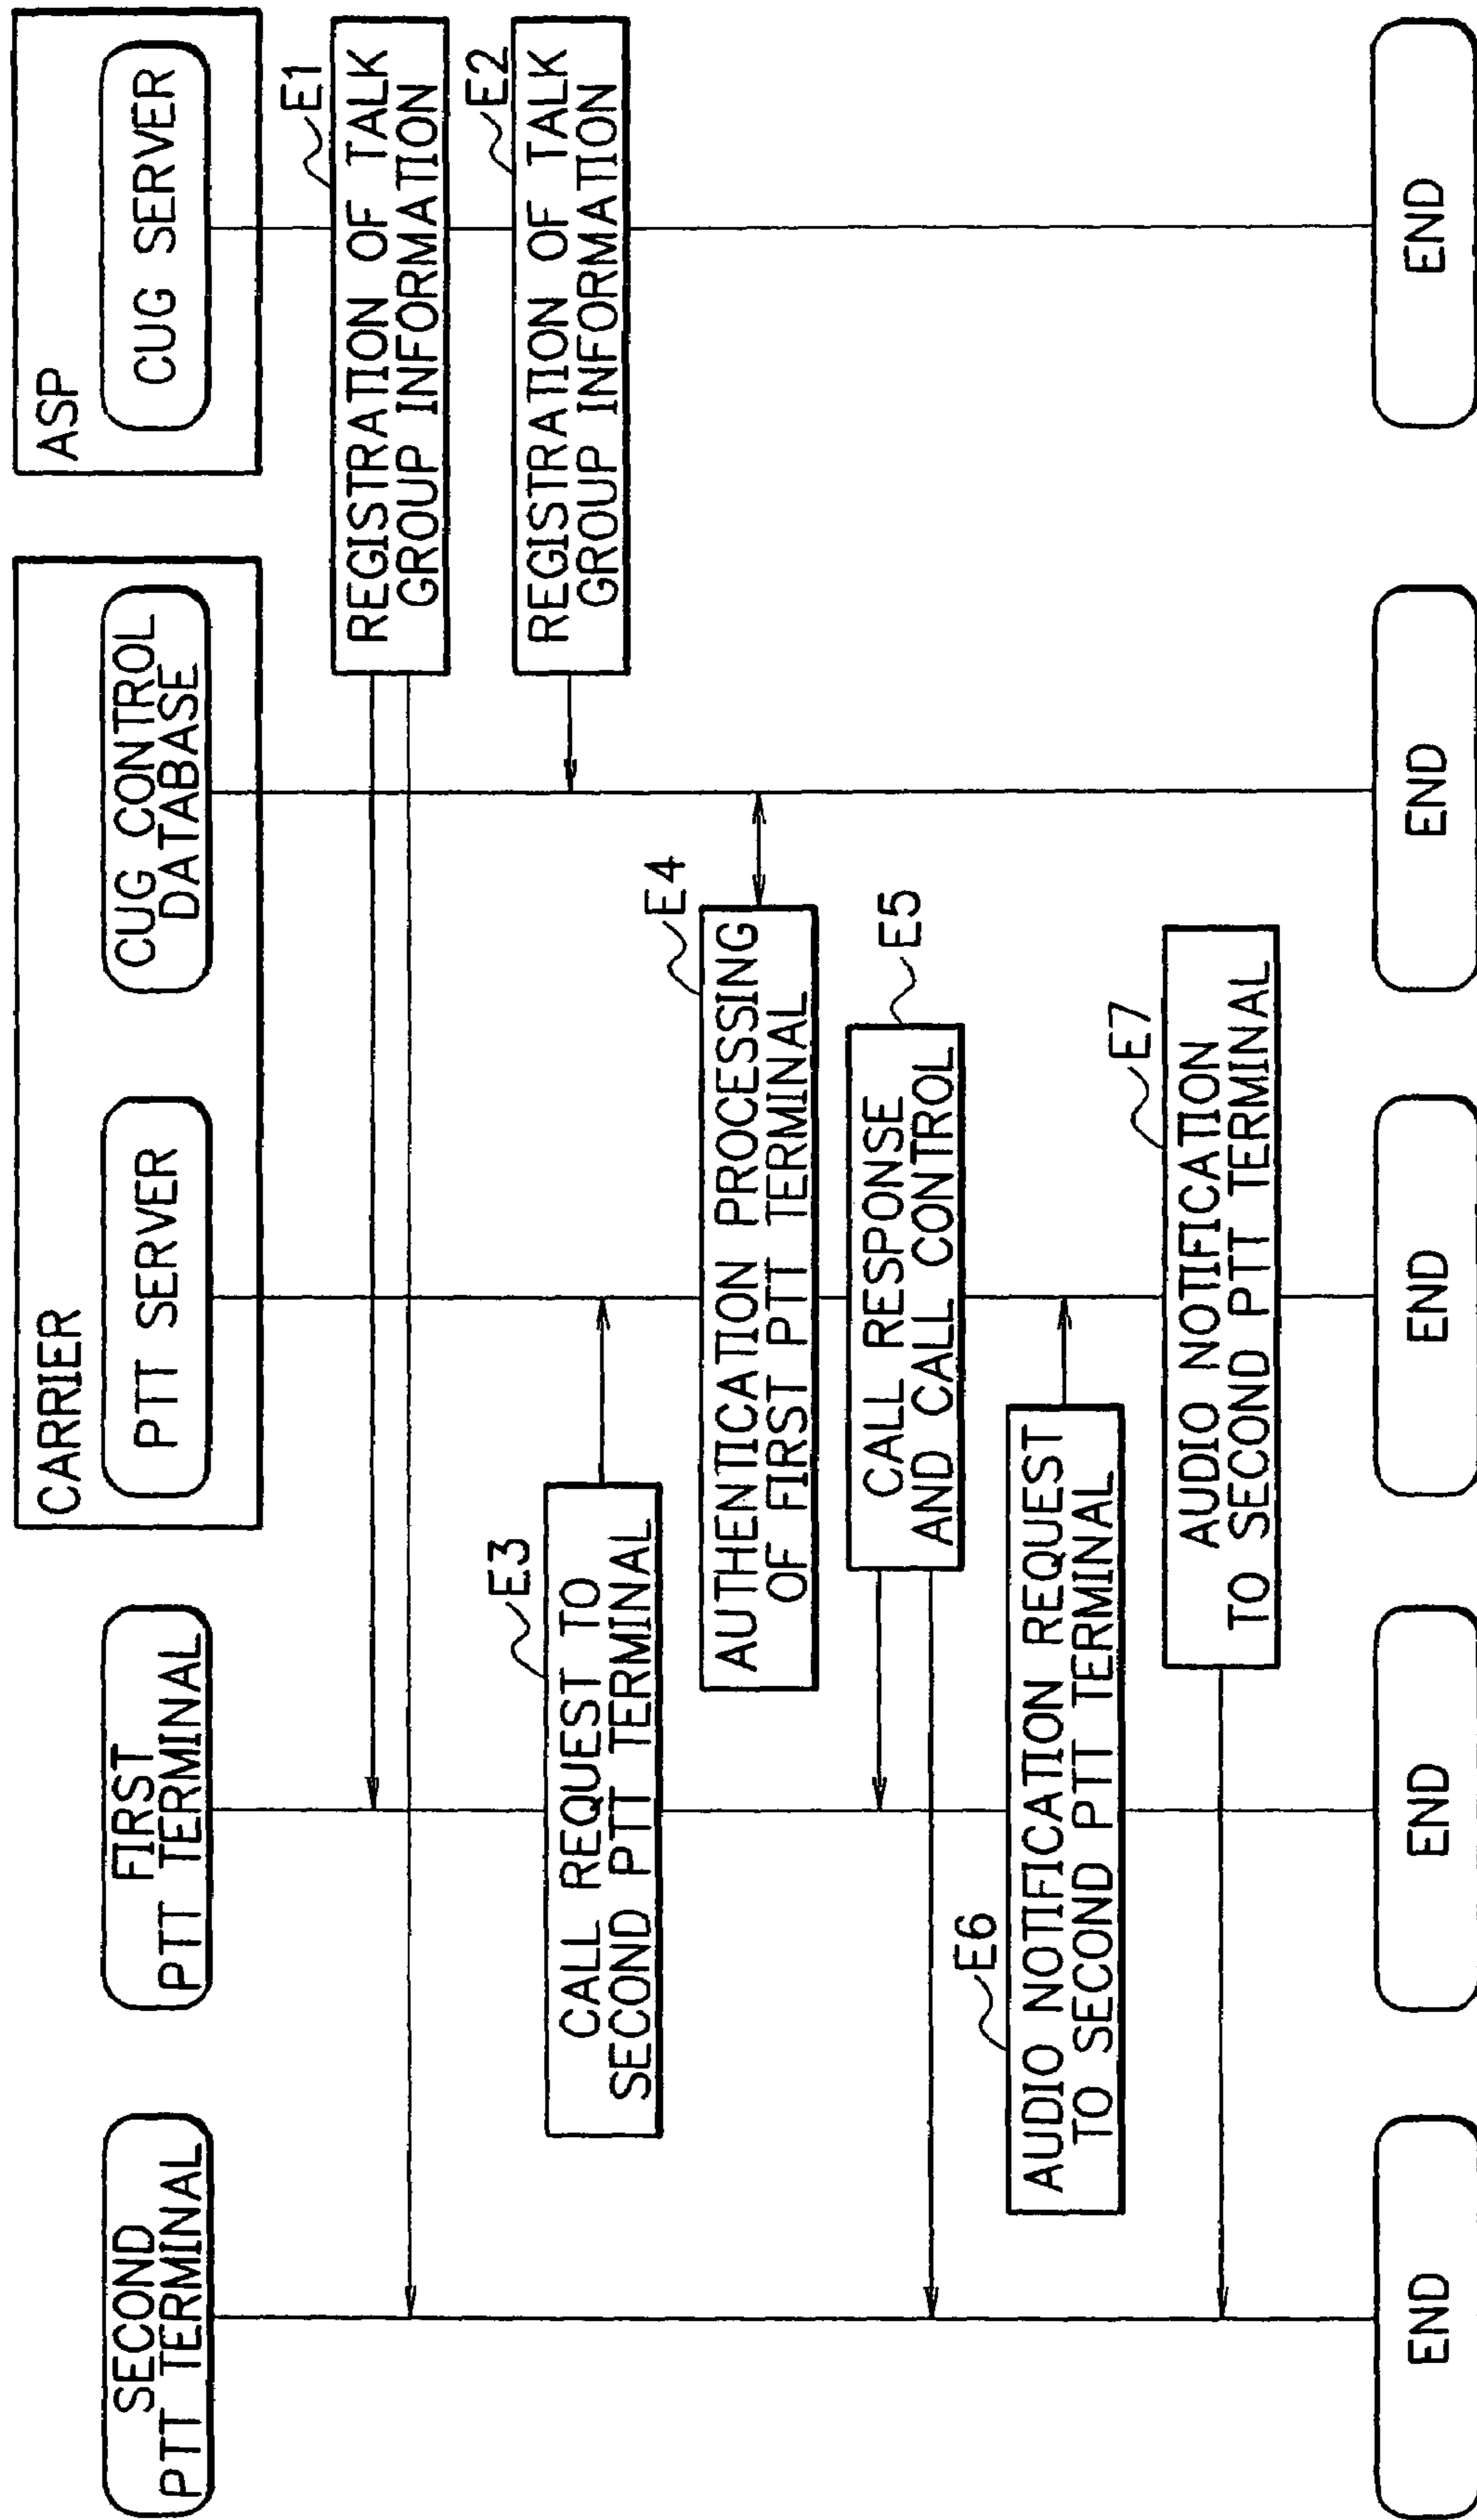 SECOND
PTT TERMINAL
FIRST
PTT TERMINAL
CARRIER
PTT SERVER
CUG CONTROL
DATABASE
ASP
CUG SERVER
E1
REGISTRATION OF TALK
GROUP INFORMATION
E2
REGISTRATION OF TALK
GROUP INFORMATION
E3
CALL REQUEST TO
SECOND PTT TERMINAL
E4
AUTHENTICATION PROCESSING
OF FIRST PTT TERMINAL
E5
CALL RESPONSE
AND CALL CONTROL
E6
AUDIO NOTIFICATION REQUEST
TO SECOND PTT TERMINAL
E7
AUDIO NOTIFICATION
TO SECOND PTT TERMINAL
END
END
END
END
END